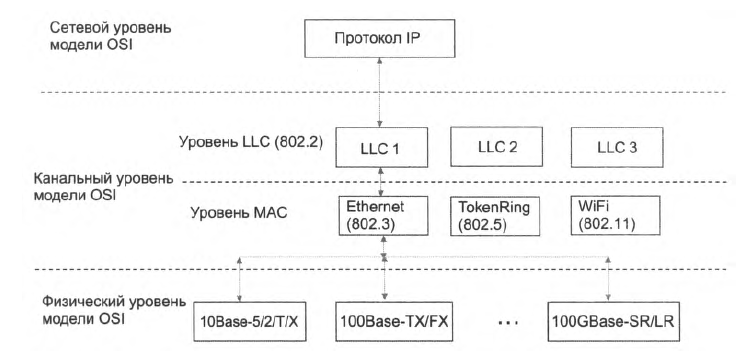 Сетевой уровень
модели OSI
Протокол IP
Уровень LLC (802.2)
LLC 1
LLC 2
LLC 3
Канальный уровень
модели OSI
Уровень MAC
Ethernet
(802.3)
TokenRing
(802.5)
WiFi
(802.11)
Физический уровень
модели OSI
10Base-5/2/T/X
100Base-TX/FX
...
100GBase-SR/LR